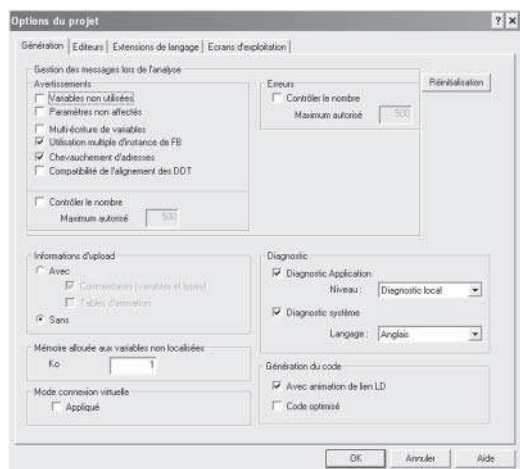 Options du projet
Génération
Editeurs
Extensions de langage
Ecrans d'exploitation
Gestion des messages lors de l'analyse
Avertissements
Variables non utilisées
Paramètres non affectés
Multi-écriture de variables
Utilisation multiple d'instance de FB
Chevauchement d'adresses
Compatibilité de l'alignement des DDT
Contrôler le nombre
Maximum autorisé
500
Erreurs
Contrôler le nombre
Maximum autorisé
500
Réinitialisation
Informations d'upload
Avec
Commentaires (variables et types)
Tables d'animation
Sans
Mémoire allouée aux variables non localisées
Ko
1
Mode connexion virtuelle
Appliqué
Diagnostic
Diagnostic Application
Niveau :
Diagnostic local
Diagnostic système
Langage :
Anglais
Génération du code
Avec animation de lien LD
Code optimisé
OK
Annuler
Aide